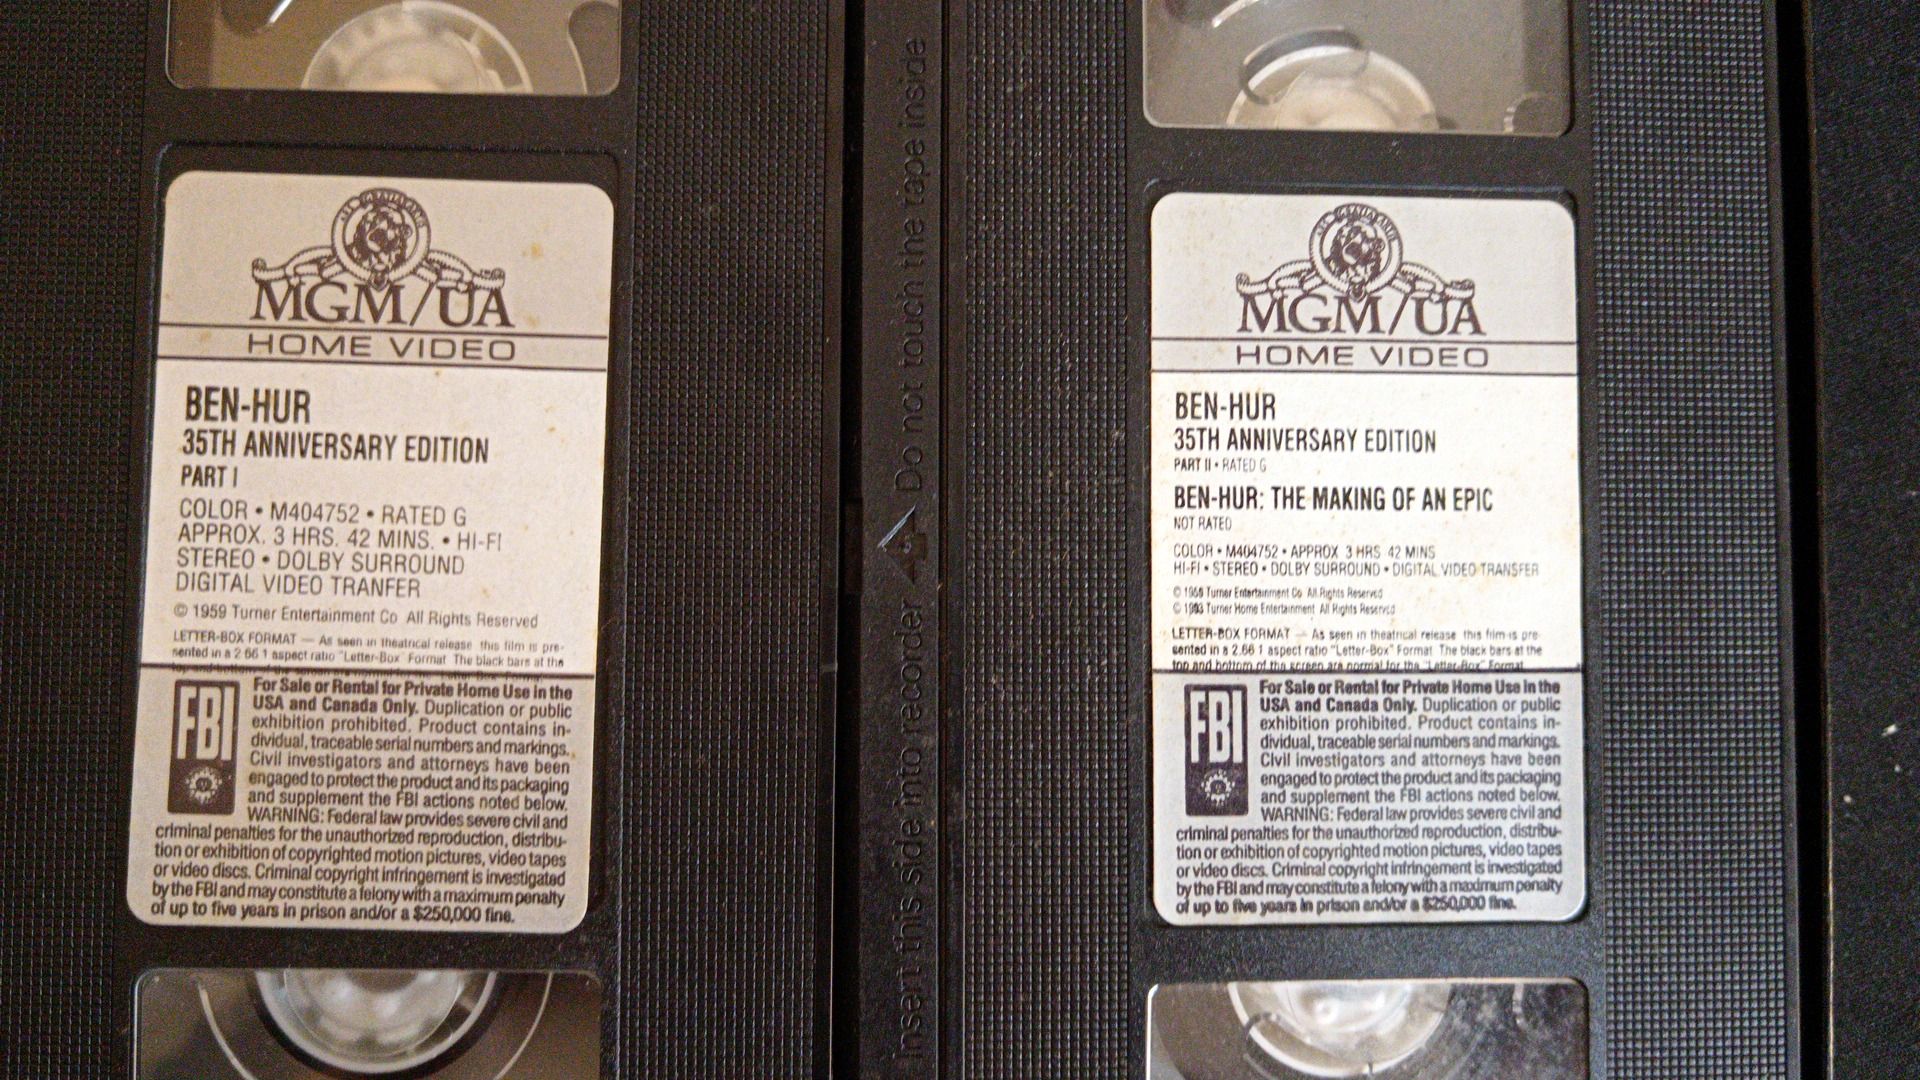 MGM/UA
HOME VIDEO
BEN-HUR
35TH ANNIVERSARY EDITION
PART I
COLOR • M404752 • RATED G
APPROX. 3 HRS. 42 MINS. • HI-FI
STEREO • DOLBY SURROUND
DIGITAL VIDEO TRANFER
© 1959 Turner Entertainment Co All Rights Reserved
LETTER-BOX FORMAT — As seen in theatrical release this film is pre-
sented in a 2.66 1 aspect ratio "Letter-Box" Format The black bars at the
FBI
For Sale or Rental for Private Home Use in the
USA and Canada Only. Duplication or public
exhibition prohibited. Product contains in-
dividual, traceable serial numbers and markings.
Civil investigators and attorneys have been
engaged to protect the product and its packaging
and supplement the FBI actions noted below.
WARNING: Federal law provides severe civil and
criminal penalties for the unauthorized reproduction, distribu-
tion or exhibition of copyrighted motion pictures, video tapes
or video discs. Criminal copyright infringement is investigated
by the FBI and may constitute a felony with a maximum penalty
of up to five years in prison and/or a $250,000 fine.
Insert this side into recorder Do not touch the tape inside
MGM/UA
HOME VIDEO
BEN-HUR
35TH ANNIVERSARY EDITION
PART II • RATED G
BEN-HUR: THE MAKING OF AN EPIC
NOT RATED
COLOR • M404752 • APPROX 3 HRS 42 MINS
HI-FI • STEREO • DOLBY SURROUND • DIGITAL VIDEO TRANSFER
© Turner Entertainment Co All Rights Reserved
© 1993 Turner Home Entertainment All Rights Reserved
LETTER-BOX FORMAT — As seen in theatrical release this film is pre-
sented in a 2.66 1 aspect ratio "Letter-Box" Format The black bars at the
top and bottom of the screen are normal for the "Letter-Box" Format
FBI
For Sale or Rental for Private Home Use in the
USA and Canada Only. Duplication or public
exhibition prohibited. Product contains in-
dividual, traceable serial numbers and markings.
Civil investigators and attorneys have been
engaged to protect the product and its packaging
and supplement the FBI actions noted below.
WARNING: Federal law provides severe civil and
criminal penalties for the unauthorized reproduction, distribu-
tion or exhibition of copyrighted motion pictures, video tapes
or video discs. Criminal copyright infringement is investigated
by the FBI and may constitute a felony with a maximum penalty
of up to five years in prison and/or a $250,000 fine.